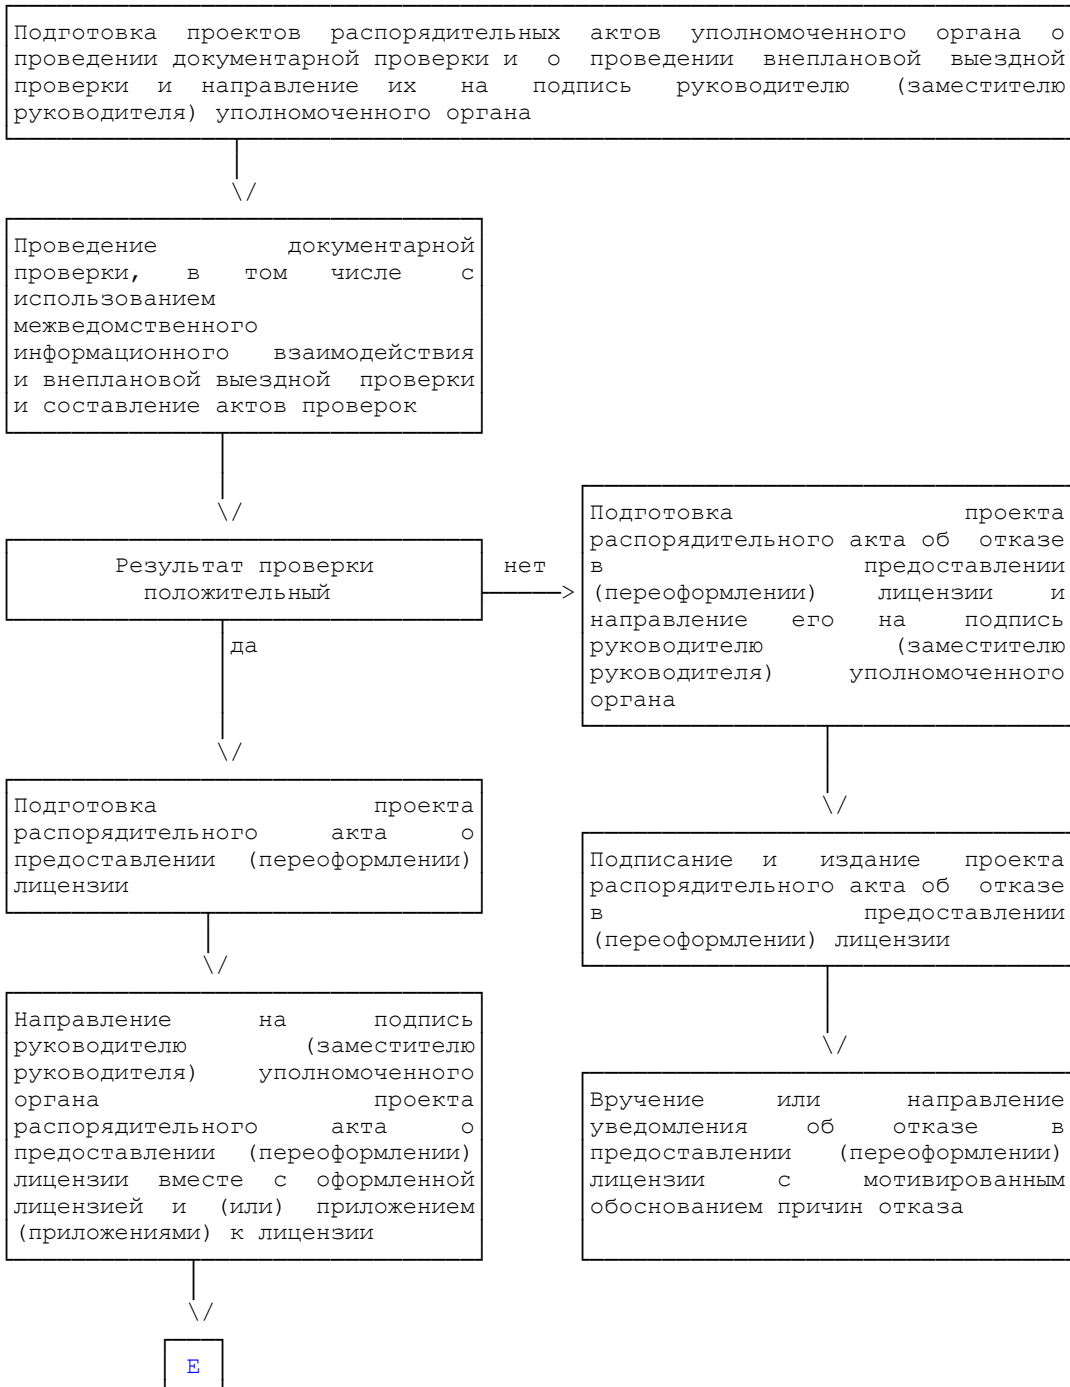 Подготовка проектов распорядительных актов уполномоченного органа о
проведении документарной проверки и о проведении внеплановой выездной
проверки и направление их на подпись руководителю (заместителю
руководителя) уполномоченного органа
Проведение документарной
проверки, в том числе с
использованием
межведомственного
информационного взаимодействия
и внеплановой выездной проверки
и составление актов проверок
Результат проверки
положительный
нет
да
Подготовка проекта
распорядительного акта об отказе
в предоставлении
(переоформлении) лицензии и
направление его на подпись
руководителю (заместителю
руководителя) уполномоченного
органа
Подготовка проекта
распорядительного акта о
предоставлении (переоформлении)
лицензии
Подписание и издание проекта
распорядительного акта об отказе
в предоставлении
(переоформлении) лицензии
Направление на подпись
руководителю (заместителю
руководителя) уполномоченного
органа проекта
распорядительного акта о
предоставлении (переоформлении)
лицензии вместе с оформленной
лицензией и (или) приложением
(приложениями) к лицензии
Вручение или направление
уведомления об отказе в
предоставлении (переоформлении)
лицензии с мотивированным
обоснованием причин отказа
Е